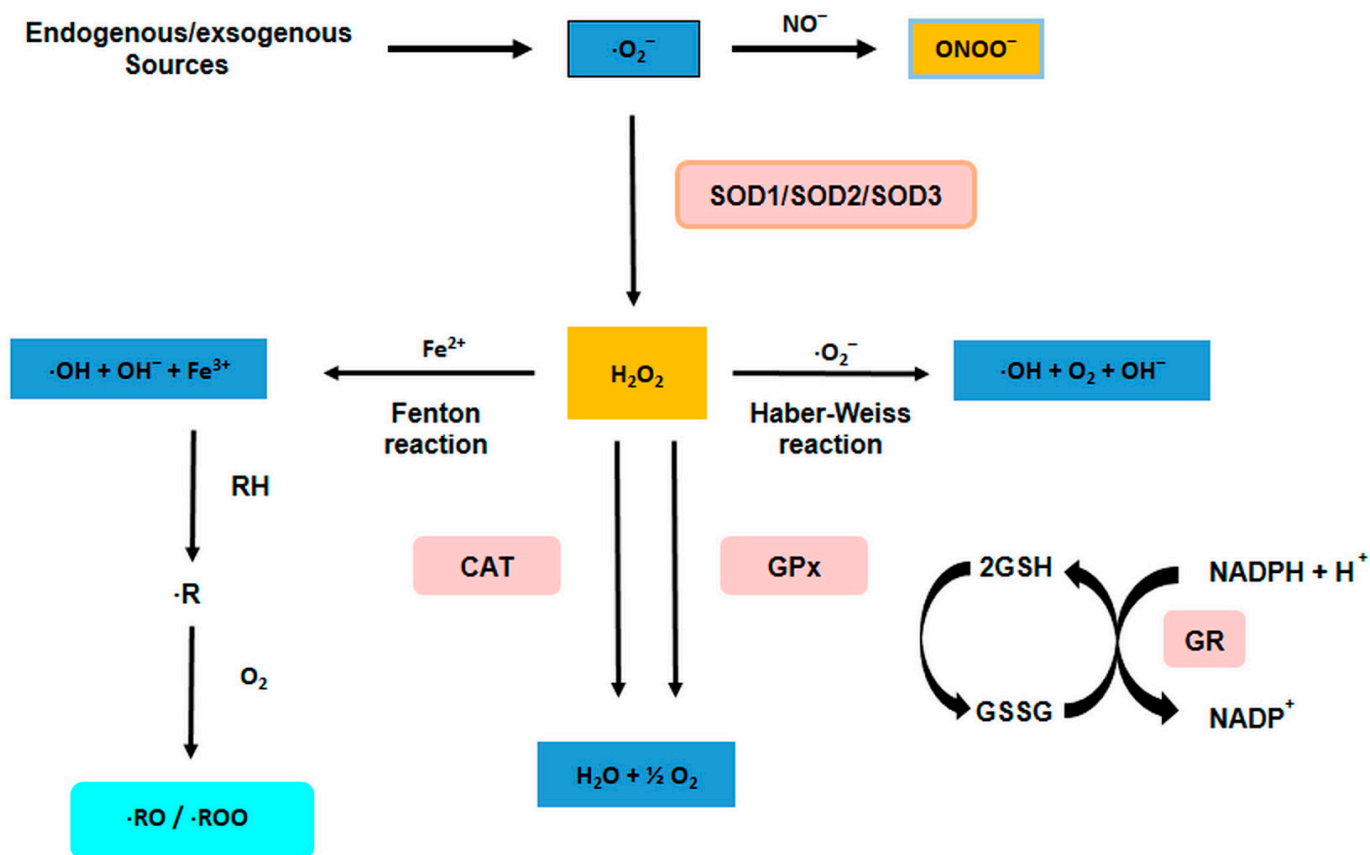 Endogenous/exsogenous
Sources
·O₂⁻
NO⁻
ONOO⁻
SOD1/SOD2/SOD3
·OH + OH⁻ + Fe³⁺
Fe²⁺
Fenton
reaction
H₂O₂
·O₂⁻
Haber-Weiss
reaction
·OH + O₂ + OH⁻
RH
·R
O₂
·RO / ·ROO
CAT
GPx
H₂O + ½ O₂
2GSH
NADPH + H⁺
GR
GSSG
NADP⁺